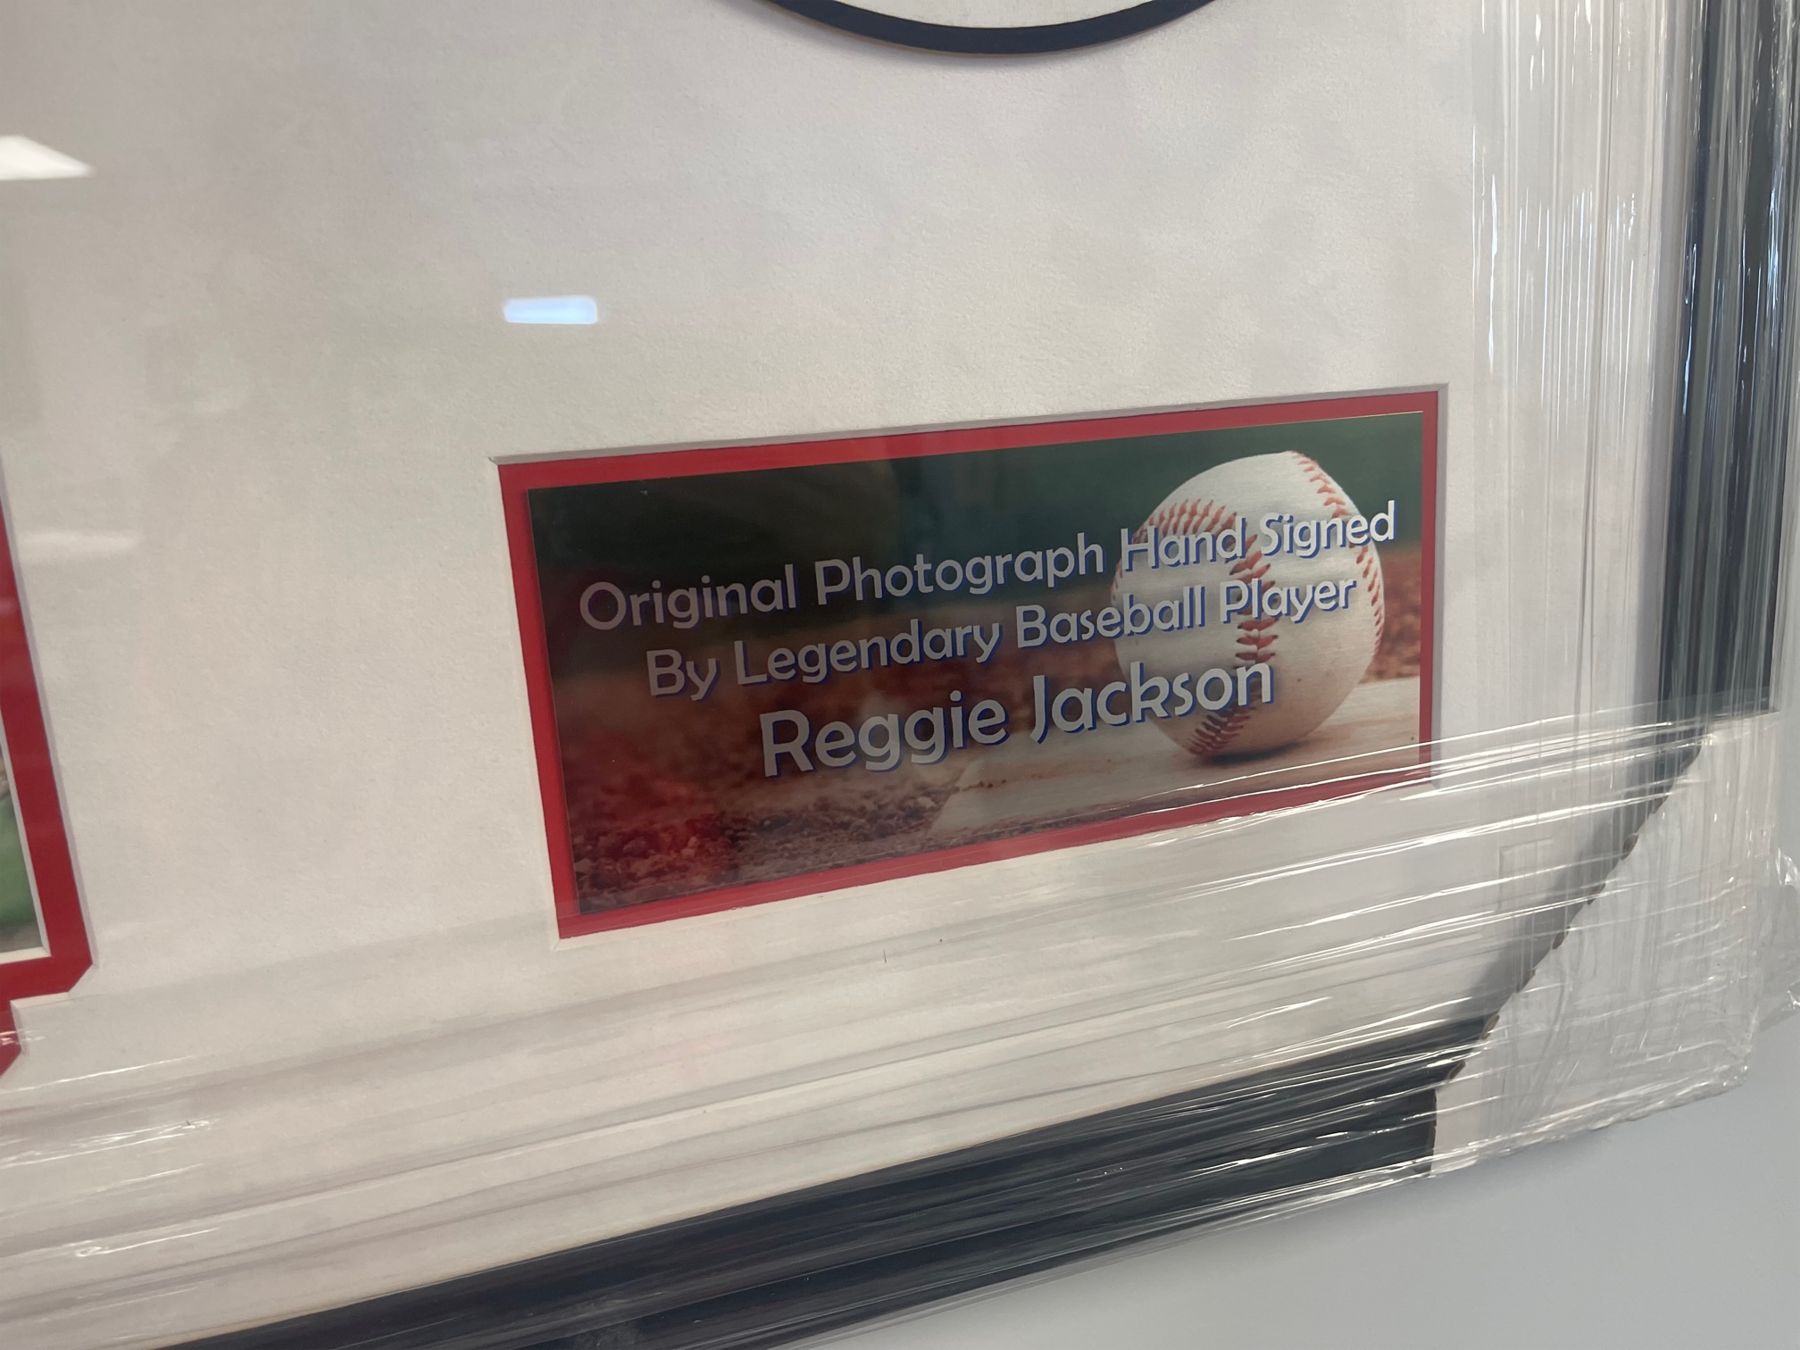 Original Photograph Hand Signed
By Legendary Baseball Player
Reggie Jackson